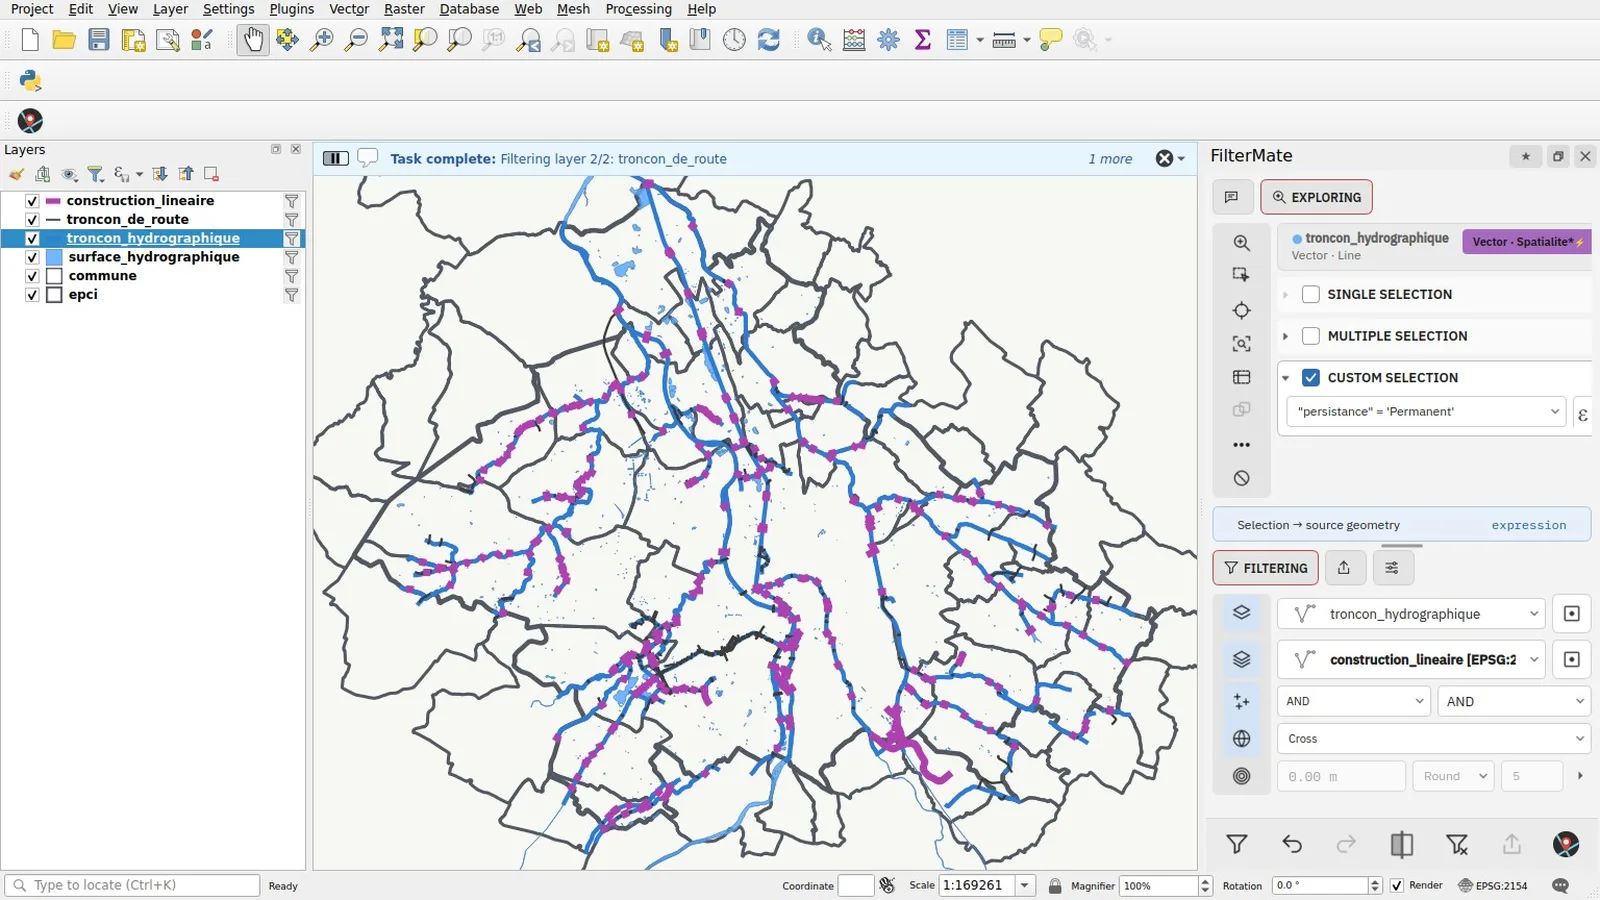 Project Edit View Layer Settings Plugins Vector Raster Database Web Mesh Processing Help
Layers
construction_lineaire
troncon_de_route
troncon_hydrographique
surface_hydrographique
commune
epci
Task complete: Filtering layer 2/2: troncon_de_route
1 more
FilterMate
EXPLORING
troncon_hydrographique
Vector · Line
Vector · Spatialite*⚡
SINGLE SELECTION
MULTIPLE SELECTION
CUSTOM SELECTION
"persistance" = 'Permanent'
ε
Selection → source geometry
expression
FILTERING
troncon_hydrographique
construction_lineaire [EPSG:2
AND
AND
Cross
0.00 m
Round
5
Type to locate (Ctrl+K)
Ready
Coordinate
Scale 1:169261
Magnifier 100%
Rotation 0.0 °
Render
EPSG:2154